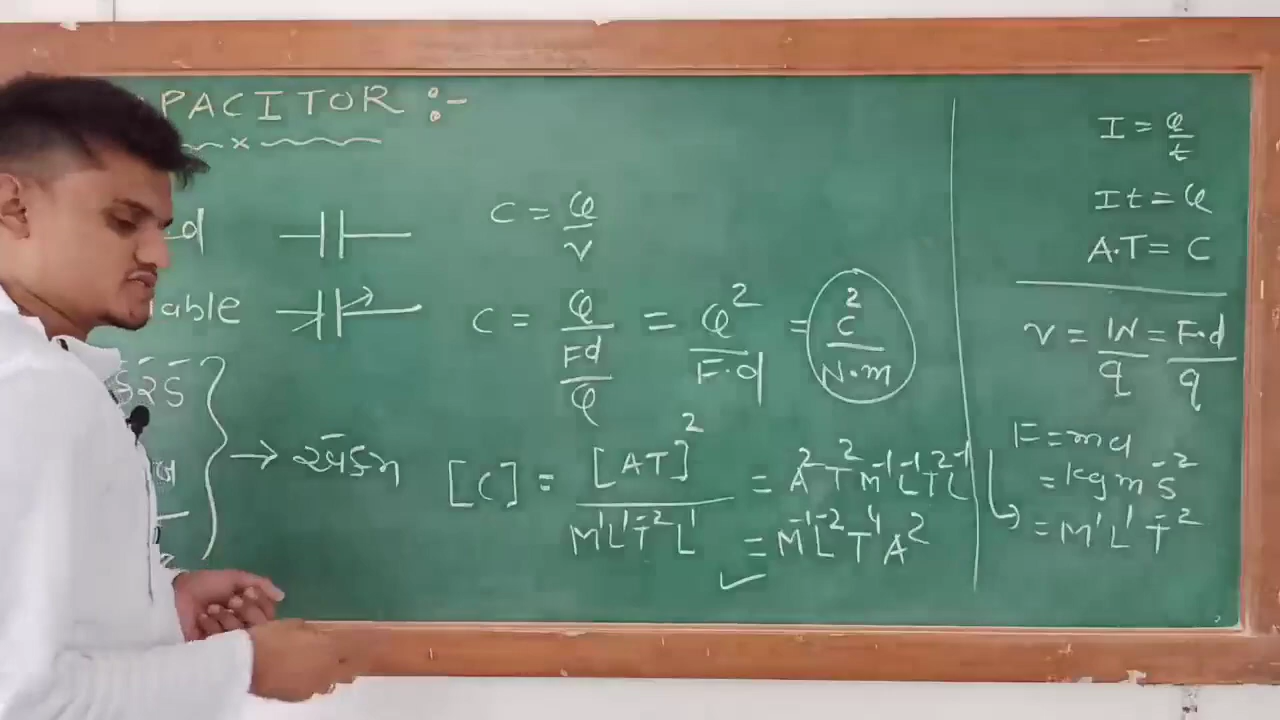 PACITOR :-
C = Q/V
C = Q/(Fd/Q) = Q²/F·d = C²/N·m
[C] = [AT]²/M¹L¹T⁻²L¹ = A²T²M⁻¹L⁻¹T²L⁻¹
= M⁻¹L⁻²T⁴A²
I = Q/t
It = Q
A·T = C
V = W/q = F·d/q
F = ma
= kg m s⁻²
= M¹L¹T⁻²